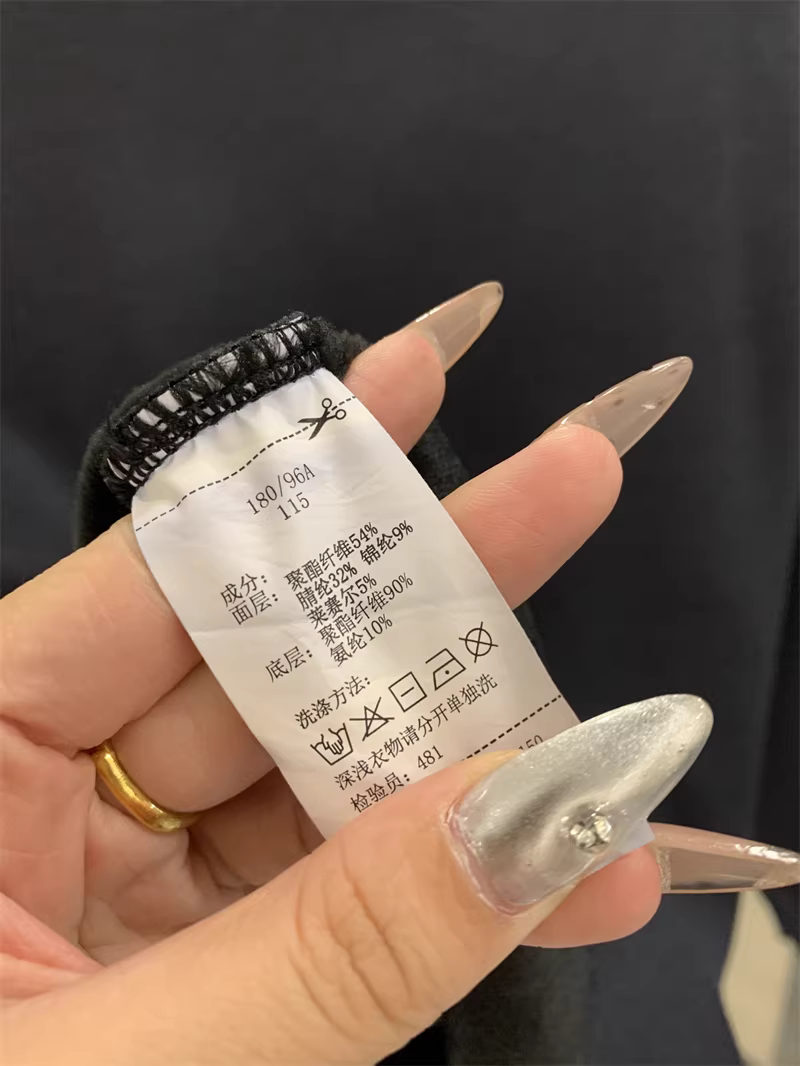 180/96A
115
成分：
面层：聚酯纤维54%
腈纶32% 锦纶9%
莱赛尔5%
底层：聚酯纤维90%
氨纶10%
洗涤方法：
深浅衣物请分开单独洗
检验员：481
150